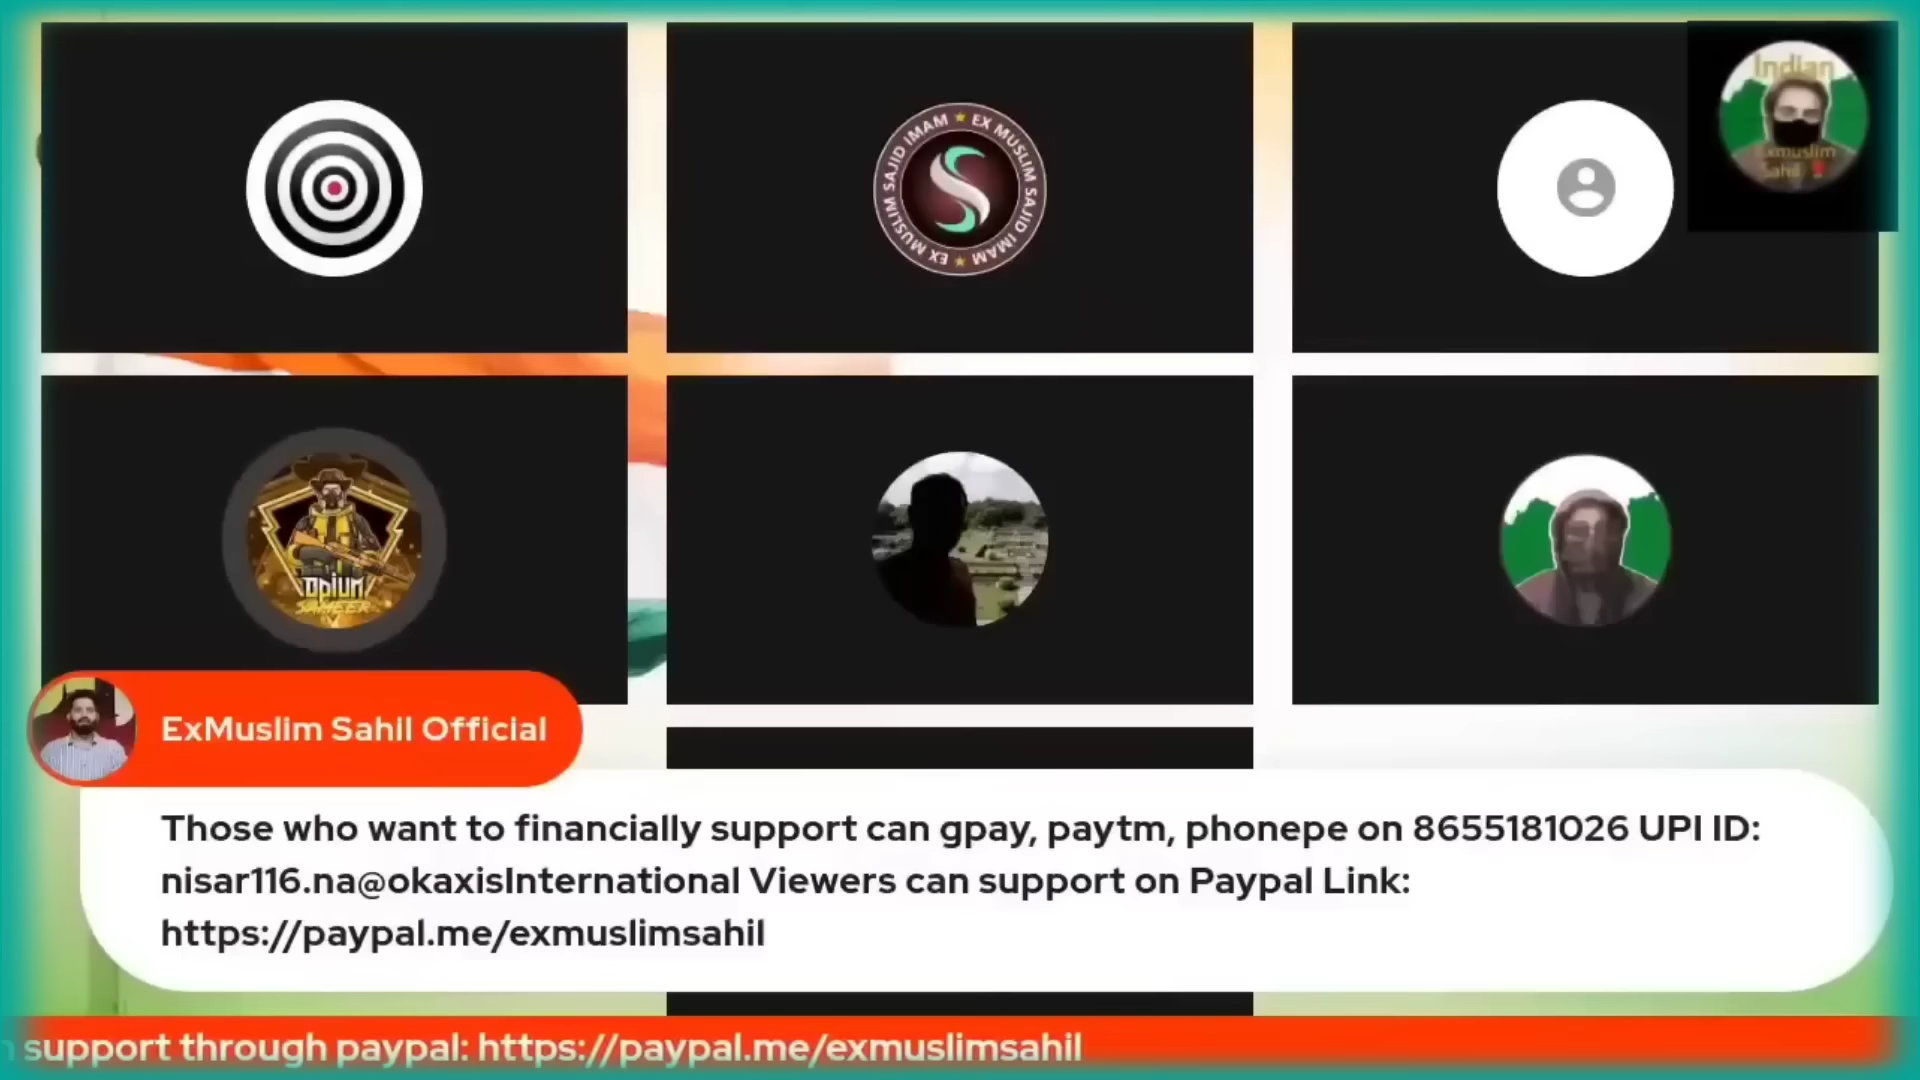 Indian
Exmuslim
Sahil
EX MUSLIM SAJID IMAM ★ EX MUSLIM SAJID IMAM ★
OPIUM
SAMEER
ExMuslim Sahil Official
Those who want to financially support can gpay, paytm, phonepe on 8655181026 UPI ID:
nisar116.na@okaxisInternational Viewers can support on Paypal Link:
https://paypal.me/exmuslimsahil
support through paypal: https://paypal.me/exmuslimsahil